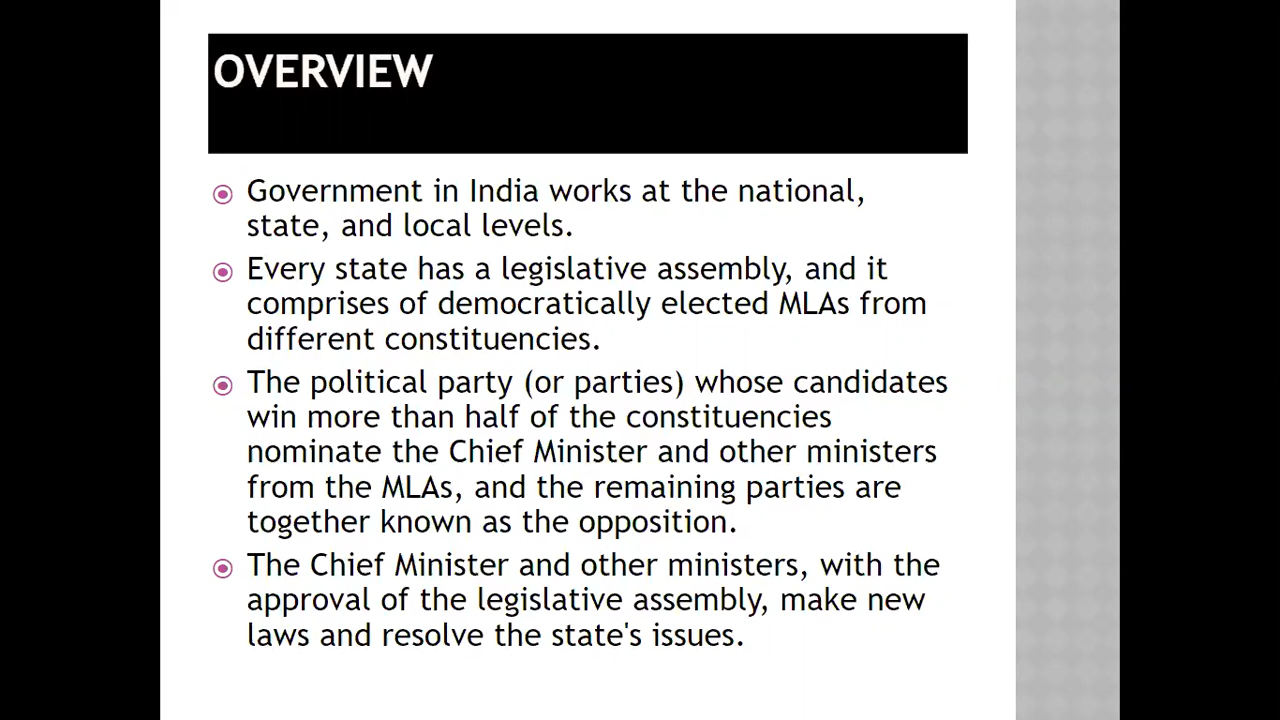 OVERVIEW
Government in India works at the national,
state, and local levels.
Every state has a legislative assembly, and it
comprises of democratically elected MLAs from
different constituencies.
The political party (or parties) whose candidates
win more than half of the constituencies
nominate the Chief Minister and other ministers
from the MLAs, and the remaining parties are
together known as the opposition.
The Chief Minister and other ministers, with the
approval of the legislative assembly, make new
laws and resolve the state's issues.